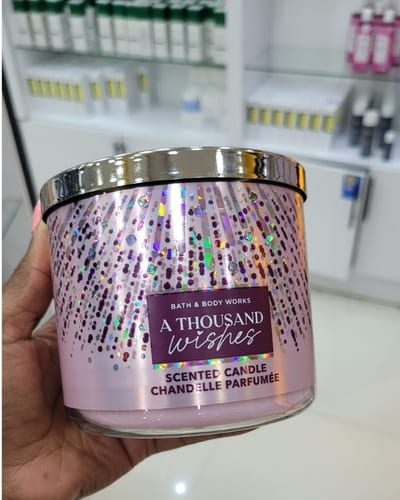 BATH & BODY WORKS
A THOUSAND
wishes
SCENTED CANDLE
CHANDELLE PARFUMÉE